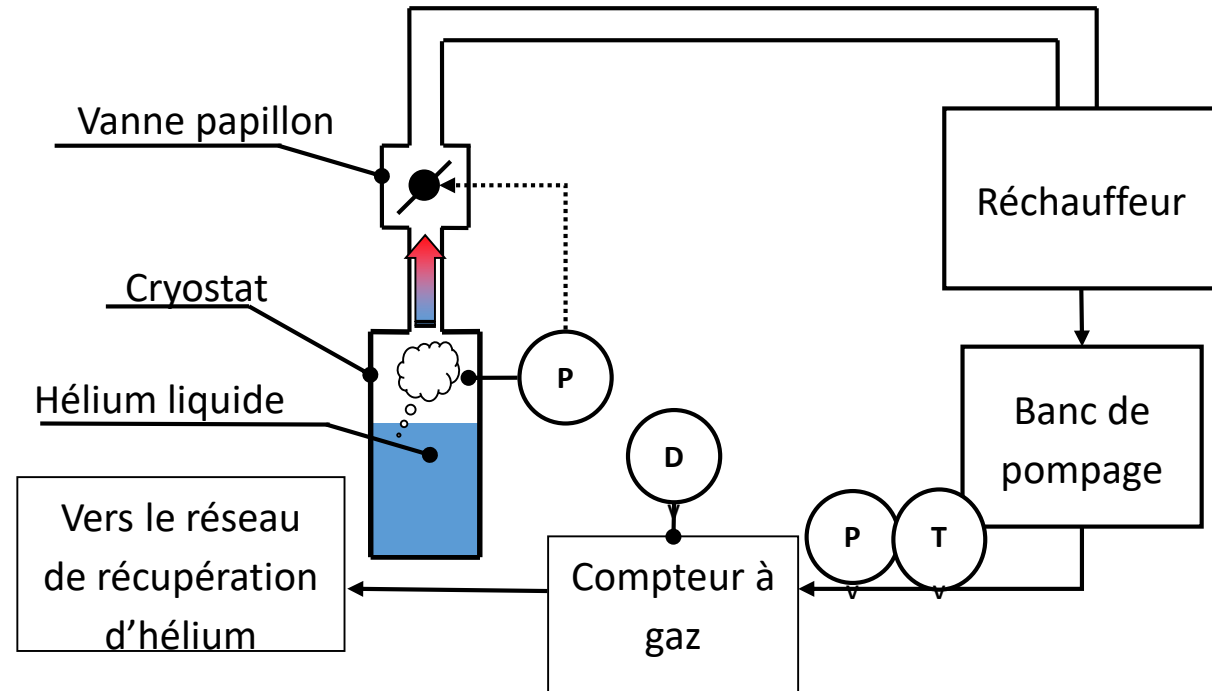 Vanne papillon
Réchauffeur
Cryostat
P
Hélium liquide
Banc de
pompage
D
P
T
Vers le réseau
de récupération
d'hélium
Compteur à
gaz
V
V
V